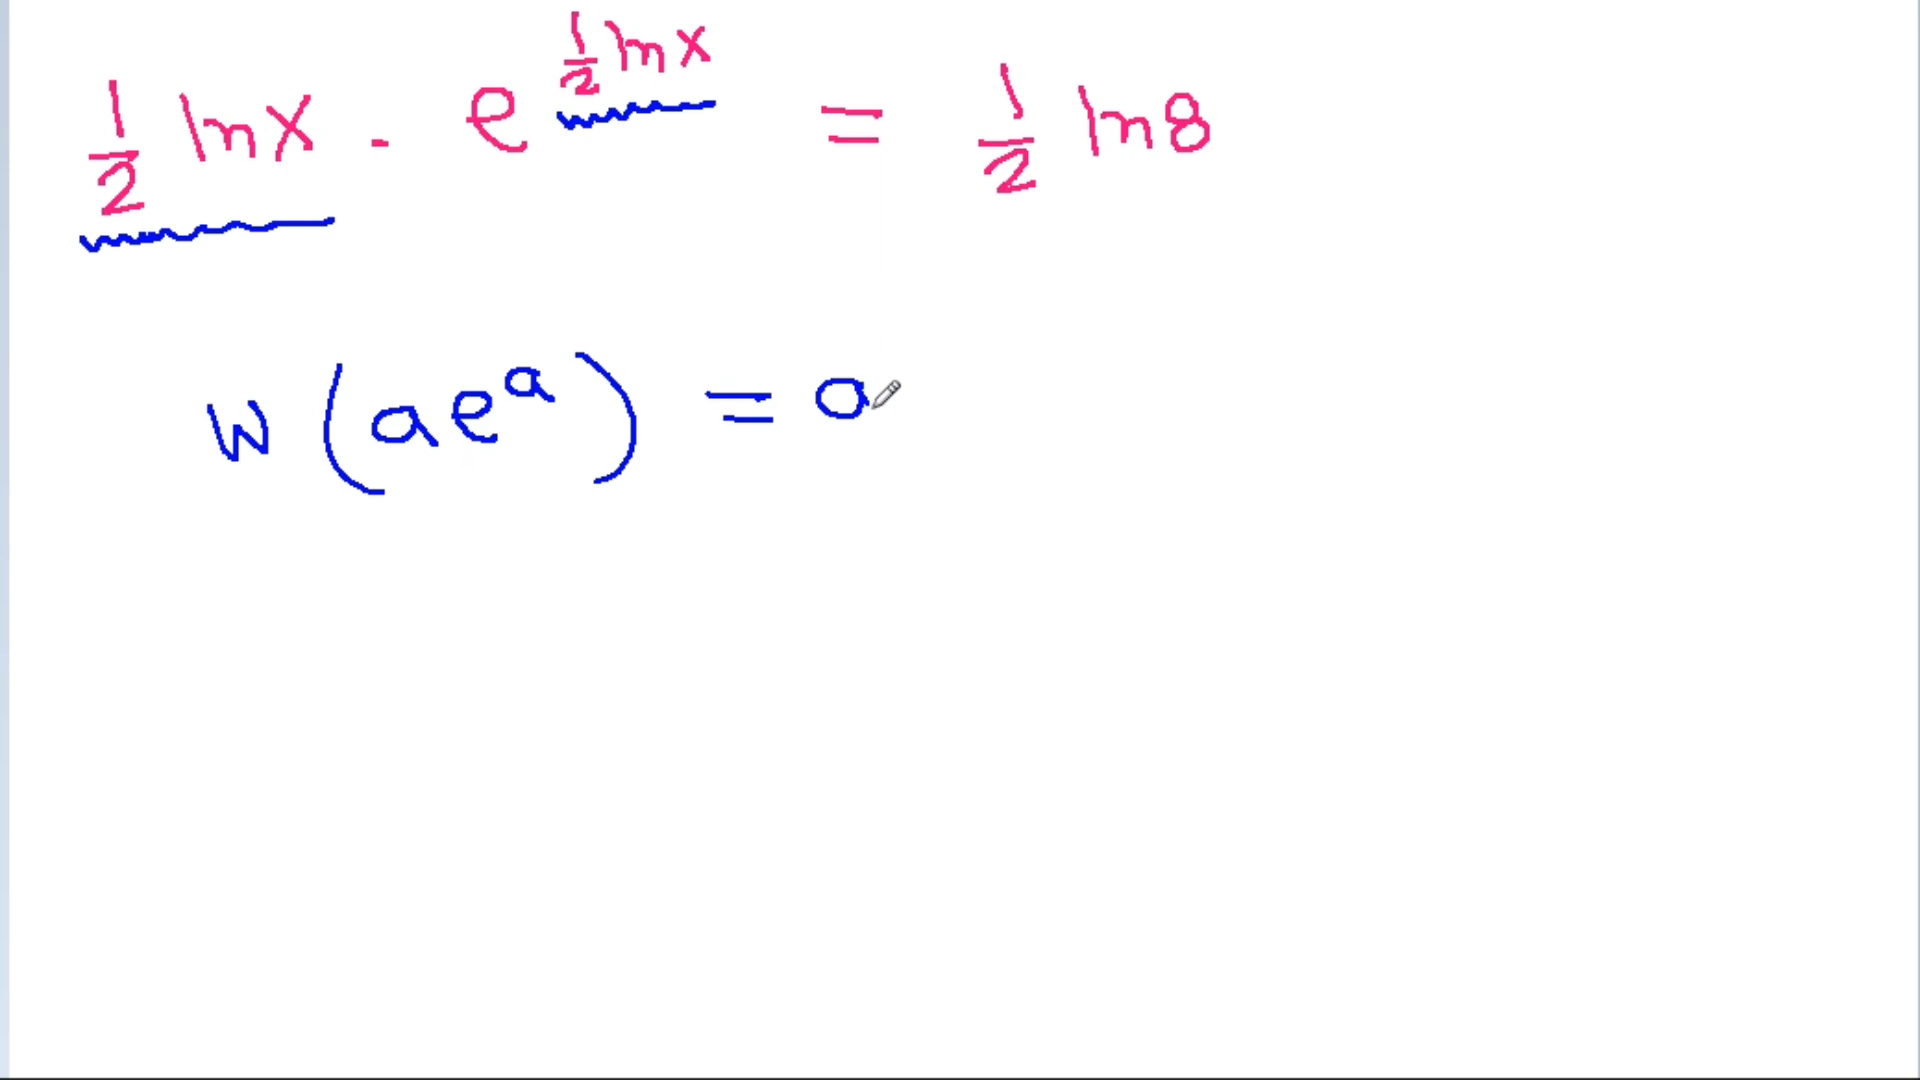 ½ ln x · e^(½ ln x) = ½ ln 8
W(ae^a) = a